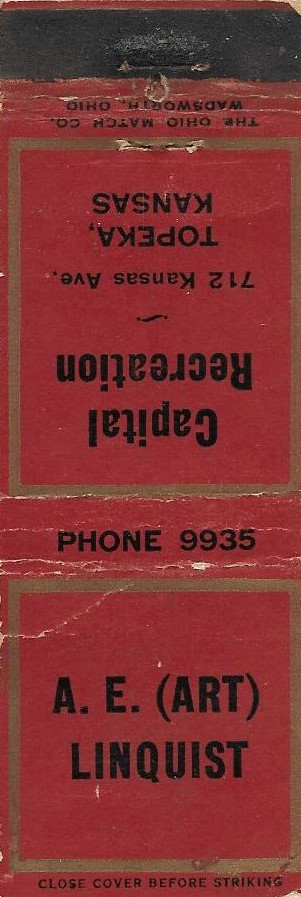 Capital
Recreation
712 Kansas Ave.
TOPEKA,
KANSAS
THE OHIO MATCH CO.
WADSWORTH, OHIO
PHONE 9935
A. E. (ART)
LINQUIST
CLOSE COVER BEFORE STRIKING